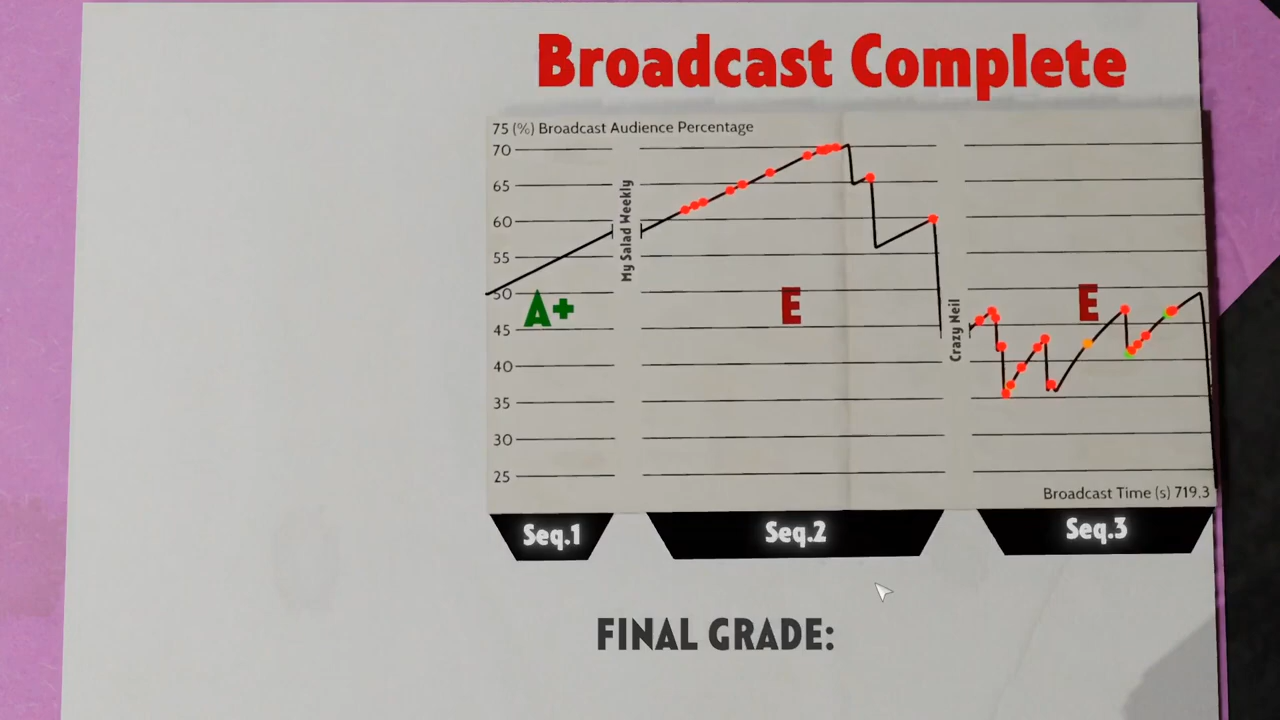 Broadcast Complete
75 (%) Broadcast Audience Percentage
70
65
60
55
50
45
40
35
30
25
My Salad Weekly
Crazy Neil
A+
E
E
Broadcast Time (s) 719.3
Seq.1
Seq.2
Seq.3
FINAL GRADE: